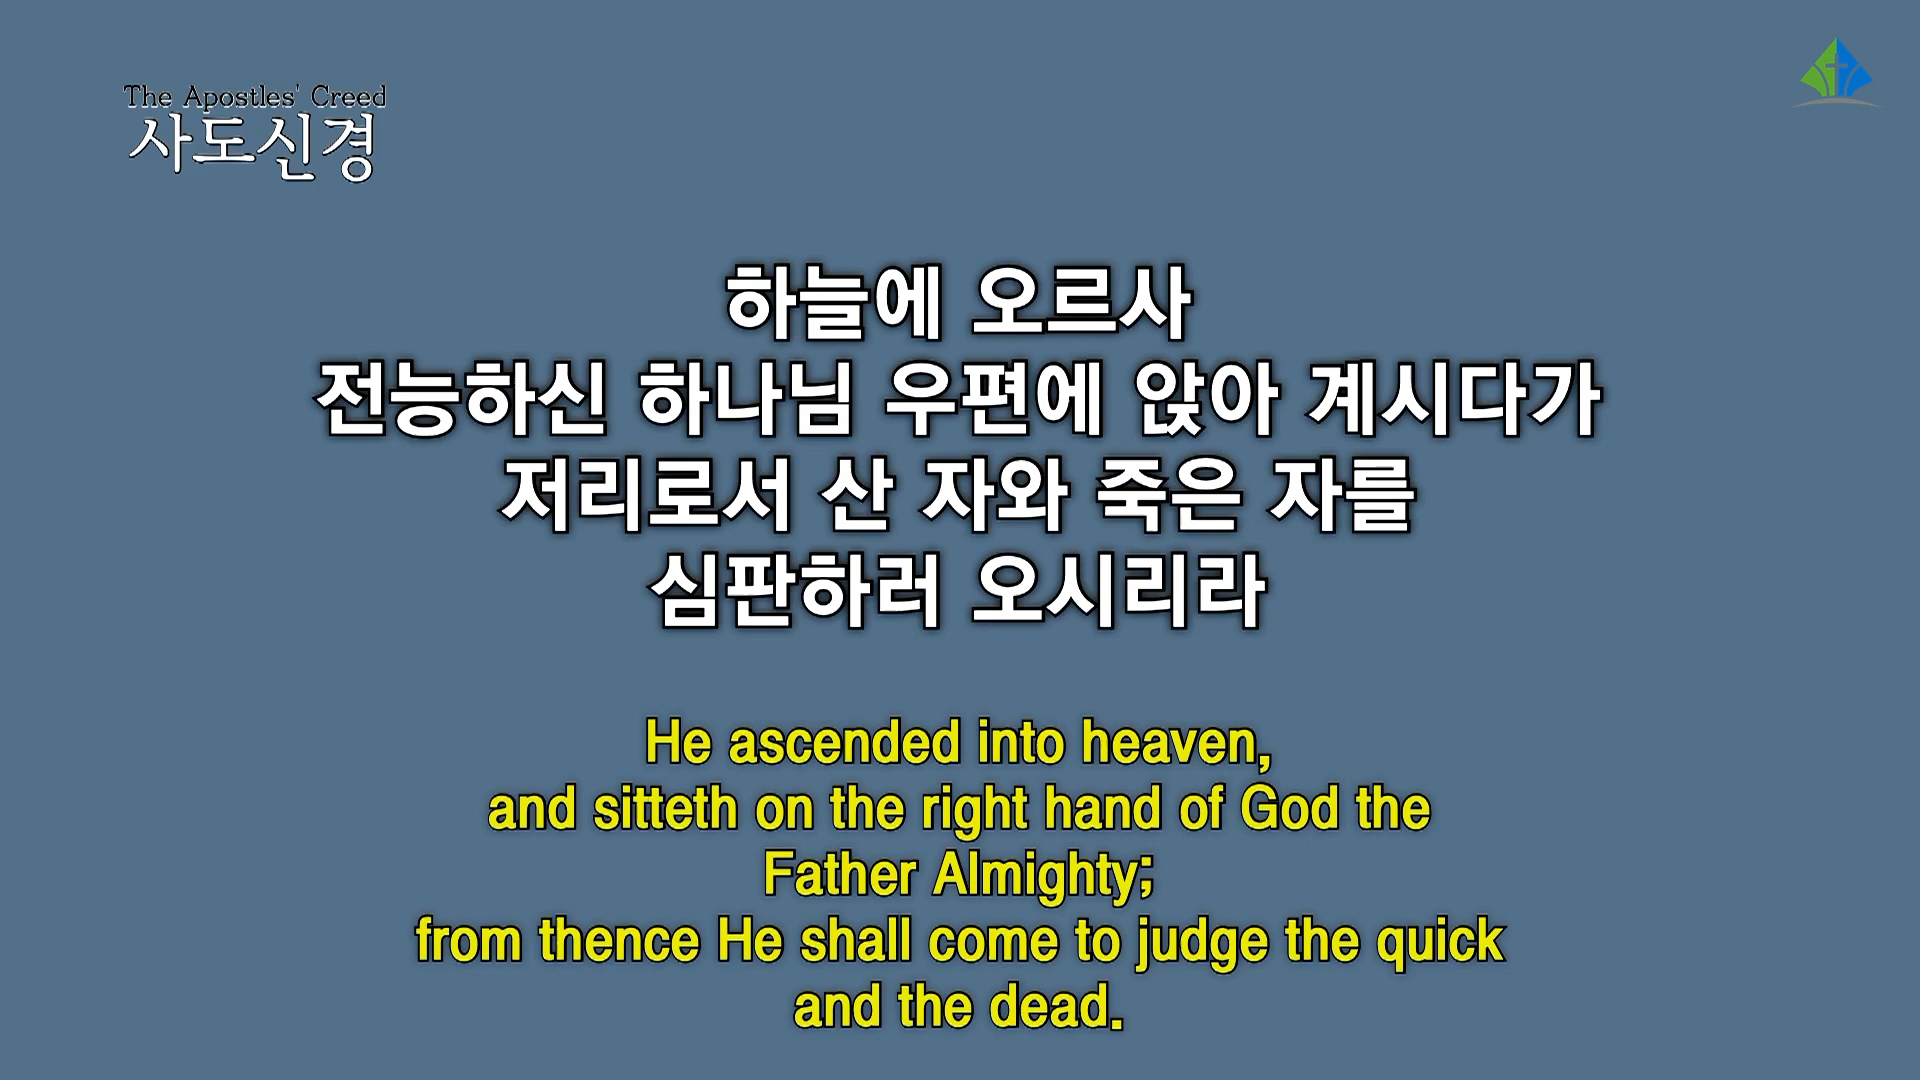 The Apostles' Creed
사도신경
하늘에 오르사
전능하신 하나님 우편에 앉아 계시다가
저리로서 산 자와 죽은 자를
심판하러 오시리라
He ascended into heaven,
and sitteth on the right hand of God the
Father Almighty;
from thence He shall come to judge the quick
and the dead.